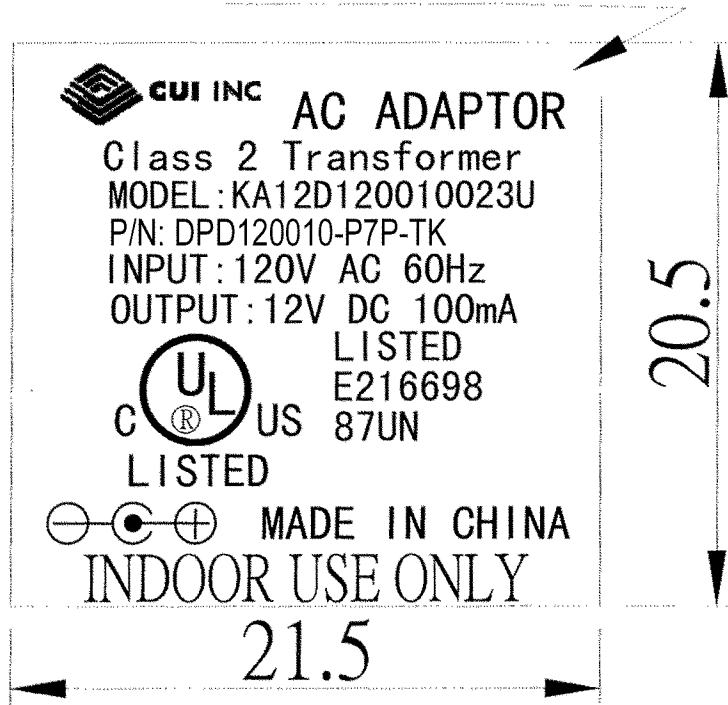 CUI INC
AC ADAPTOR
Class 2 Transformer
MODEL:KA12D120010023U
P/N: DPD120010-P7P-TK
INPUT:120V AC 60Hz
OUTPUT:12V DC 100mA
LISTED
E216698
87UN
C UL ® US
LISTED
MADE IN CHINA
INDOOR USE ONLY
20.5
21.5